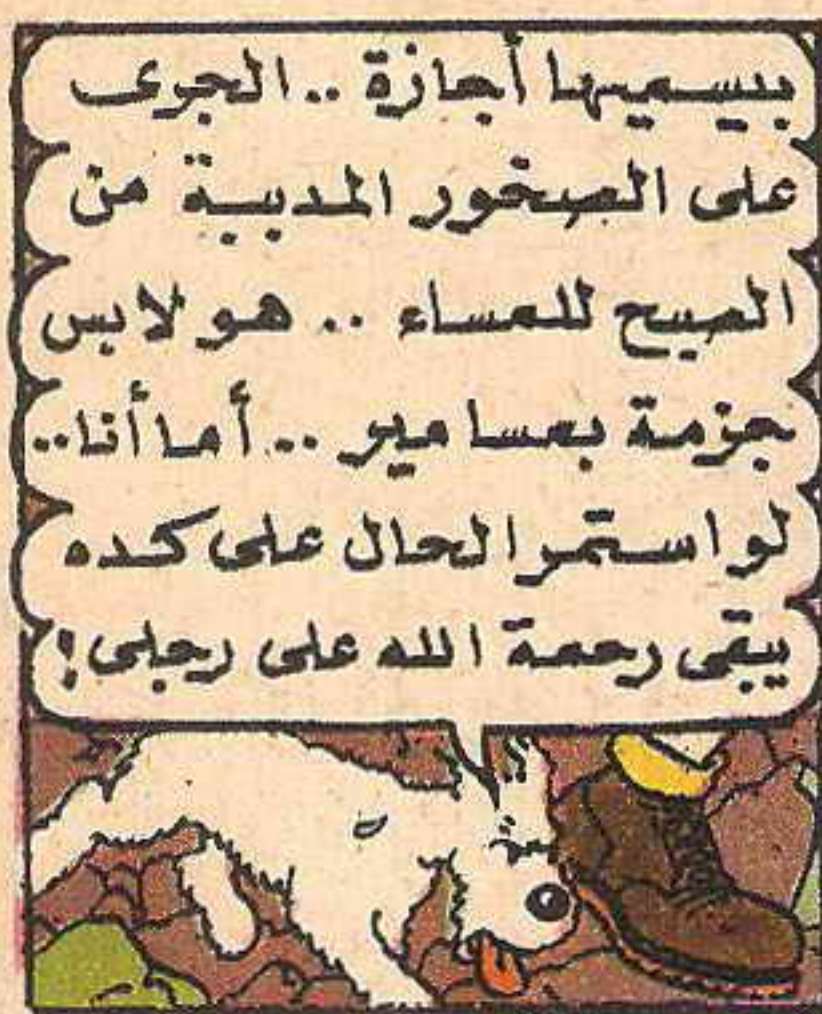 بيسميها أجازة .. الجرى
على الصخور المدببة من
الصبح للمساء .. هو لابس
جزمة بمسامير .. أما أنا ..
لو استمر الحال على كده
يبقى رحمة الله على رجلى !